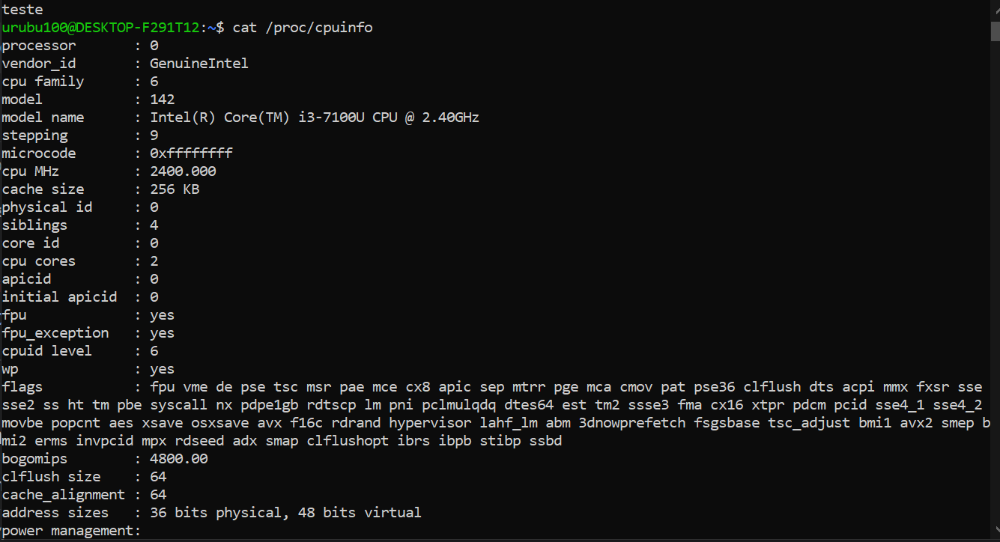 teste
urubu100@DESKTOP-F291T12:~$ cat /proc/cpuinfo
processor       : 0
vendor_id       : GenuineIntel
cpu family      : 6
model           : 142
model name      : Intel(R) Core(TM) i3-7100U CPU @ 2.40GHz
stepping        : 9
microcode       : 0xffffffff
cpu MHz         : 2400.000
cache size      : 256 KB
physical id     : 0
siblings        : 4
core id         : 0
cpu cores       : 2
apicid          : 0
initial apicid  : 0
fpu             : yes
fpu_exception   : yes
cpuid level     : 6
wp              : yes
flags           : fpu vme de pse tsc msr pae mce cx8 apic sep mtrr pge mca cmov pat pse36 clflush dts acpi mmx fxsr sse
sse2 ss ht tm pbe syscall nx pdpe1gb rdtscp lm pni pclmulqdq dtes64 est tm2 ssse3 fma cx16 xtpr pdcm pcid sse4_1 sse4_2
movbe popcnt aes xsave osxsave avx f16c rdrand hypervisor lahf_lm abm 3dnowprefetch fsgsbase tsc_adjust bmi1 avx2 smep b
mi2 erms invpcid mpx rdseed adx smap clflushopt ibrs ibpb stibp ssbd
bogomips        : 4800.00
clflush size    : 64
cache_alignment : 64
address sizes   : 36 bits physical, 48 bits virtual
power management: